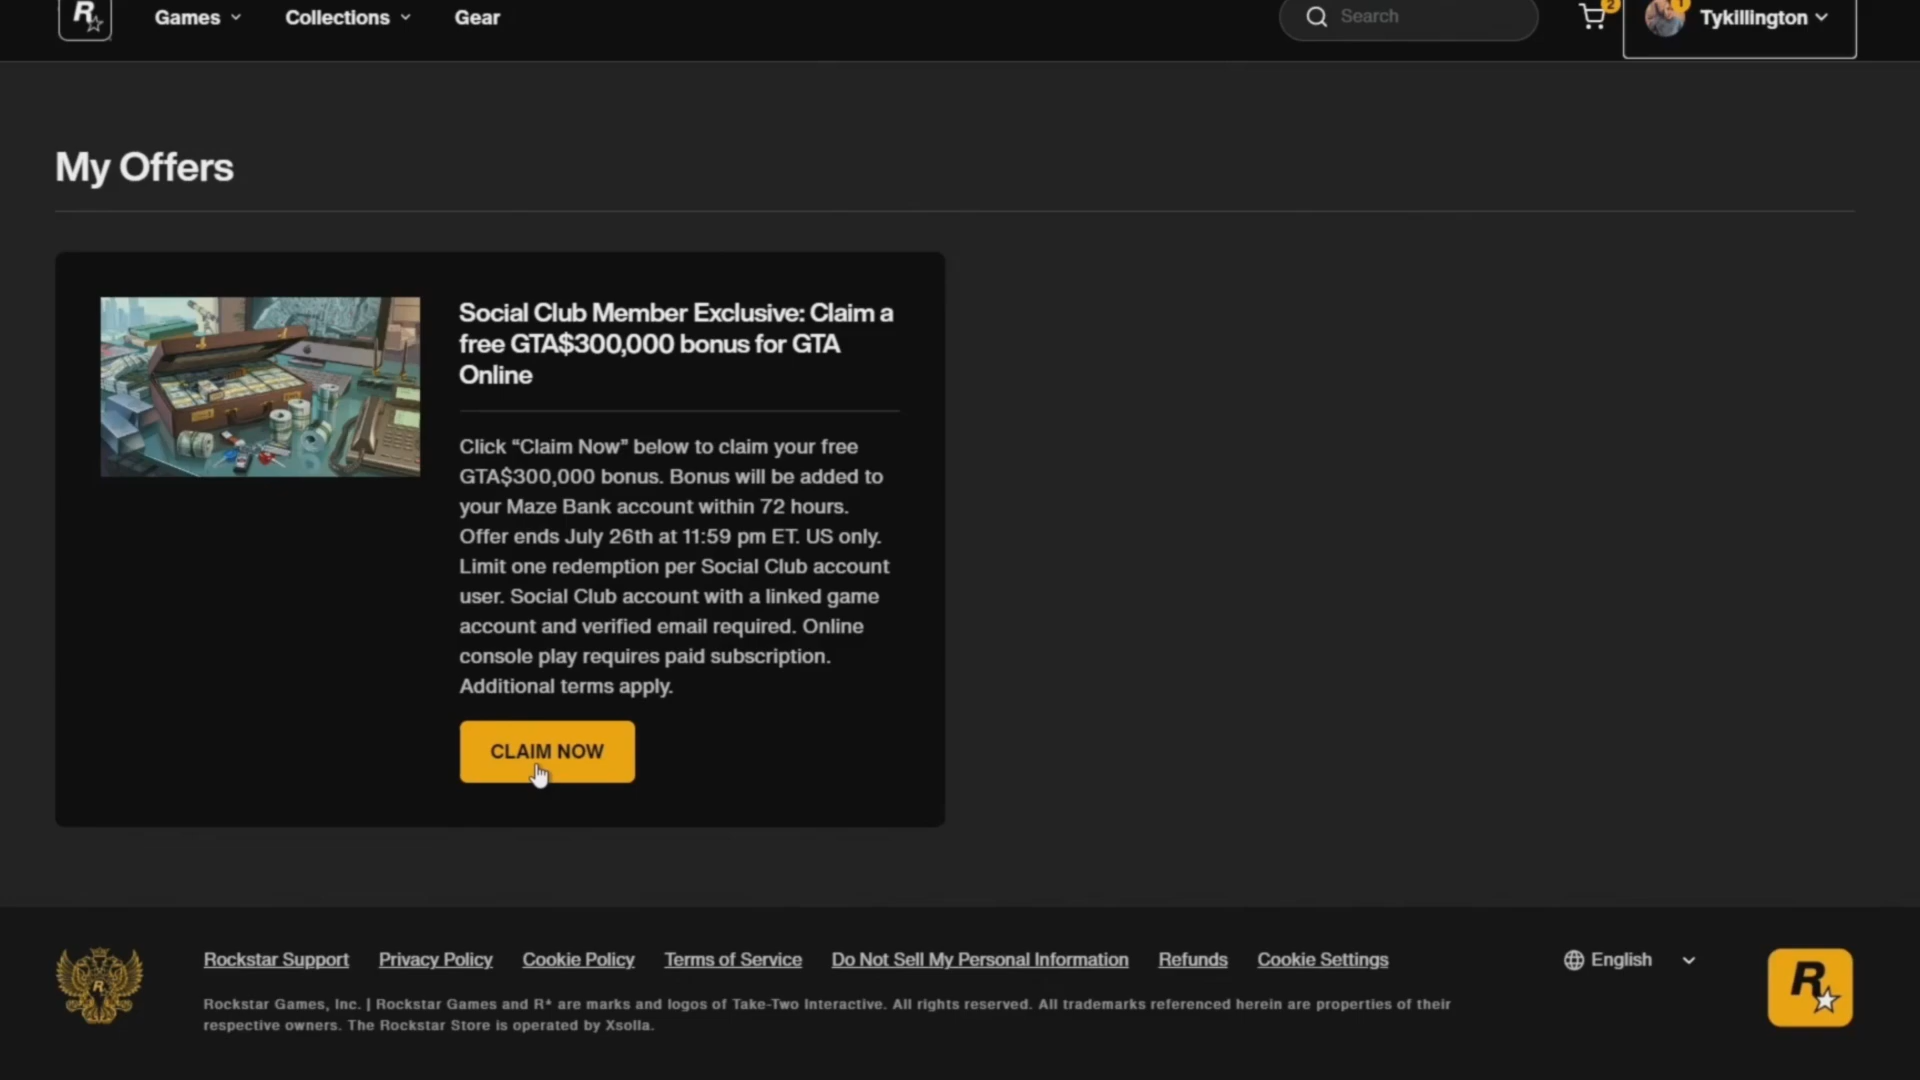 R
Games
Collections
Gear
Search
2
1
Tykillington
My Offers
Social Club Member Exclusive: Claim a
free GTA$300,000 bonus for GTA
Online
Click “Claim Now” below to claim your free
GTA$300,000 bonus. Bonus will be added to
your Maze Bank account within 72 hours.
Offer ends July 26th at 11:59 pm ET. US only.
Limit one redemption per Social Club account
user. Social Club account with a linked game
account and verified email required. Online
console play requires paid subscription.
Additional terms apply.
CLAIM NOW
Rockstar Support
Privacy Policy
Cookie Policy
Terms of Service
Do Not Sell My Personal Information
Refunds
Cookie Settings
English
R
R
Rockstar Games, Inc. | Rockstar Games and R* are marks and logos of Take-Two Interactive. All rights reserved. All trademarks referenced herein are properties of their
respective owners. The Rockstar Store is operated by Xsolla.